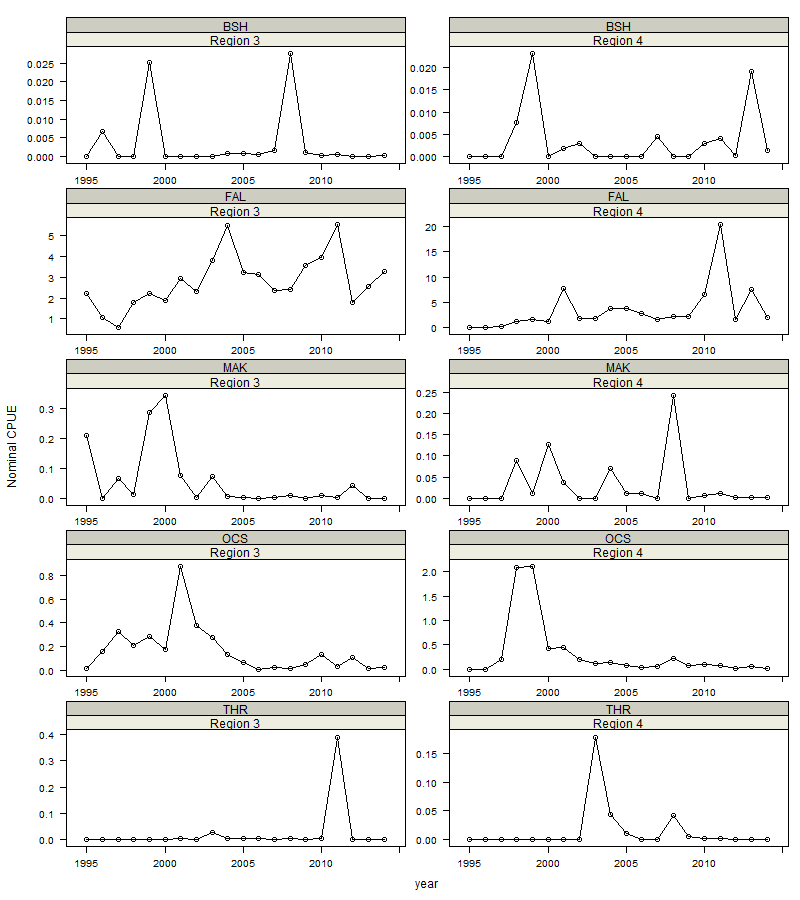 BSH BSH
Region 3 Region 4
0.025
0.020 0.020
0.015 0.015
0.010 0.010
0.005 0.005
0.000 0.000
1995 2000 2005 2010 1995 2000 2005 2010
FAL FAL
Region 3 Region 4
5 20
4 15
3 10
2 5
1 0
1995 2000 2005 2010 1995 2000 2005 2010
MAK MAK
Region 3 Region 4
0.25
0.3 0.20
0.2 0.15
0.10
0.1 0.05
0.0 0.00
1995 2000 2005 2010 1995 2000 2005 2010
Nominal CPUE
OCS OCS
Region 3 Region 4
0.8 2.0
0.6 1.5
0.4 1.0
0.2 0.5
0.0 0.0
1995 2000 2005 2010 1995 2000 2005 2010
THR THR
Region 3 Region 4
0.4
0.3 0.15
0.2 0.10
0.1 0.05
0.0 0.00
1995 2000 2005 2010 1995 2000 2005 2010
year